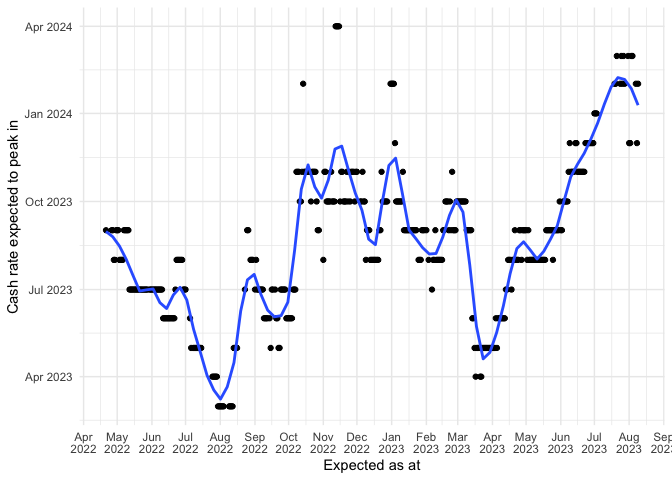 Apr 2024
Jan 2024
Oct 2023
Jul 2023
Apr 2023
Cash rate expected to peak in
Apr May Jun Jul Aug Sep Oct Nov Dec Jan Feb Mar Apr May Jun Jul Aug Sep
2022 2022 2022 2022 2022 2022 2022 2022 2022 2023 2023 2023 2023 2023 2023 2023 2023 2023
Expected as at